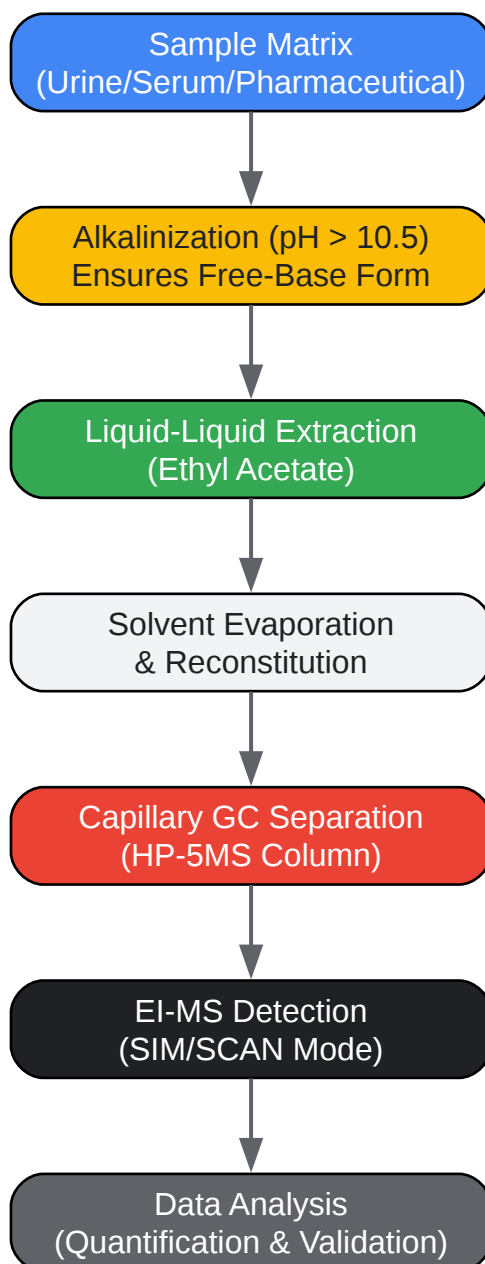 Sample Matrix
(Urine/Serum/Pharmaceutical)
Alkalinization (pH > 10.5)
Ensures Free-Base Form
Liquid-Liquid Extraction
(Ethyl Acetate)
Solvent Evaporation
& Reconstitution
Capillary GC Separation
(HP-5MS Column)
EI-MS Detection
(SIM/SCAN Mode)
Data Analysis
(Quantification & Validation)